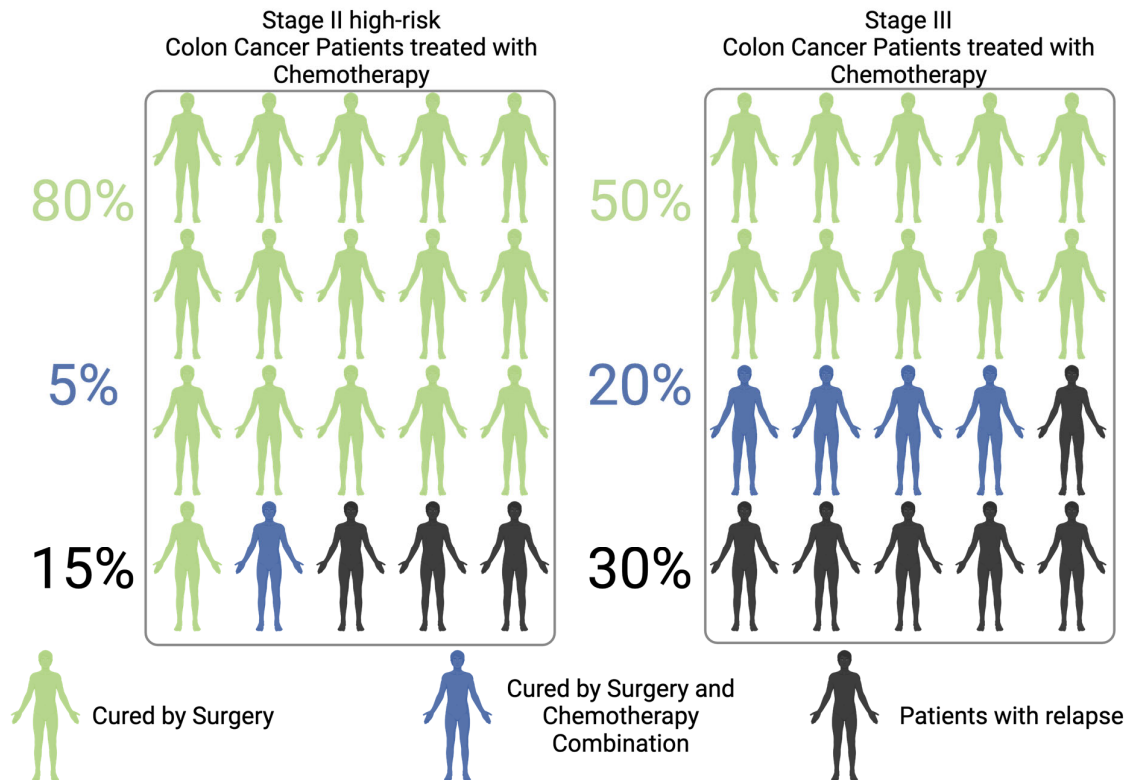 Stage II high-risk
Colon Cancer Patients treated with
Chemotherapy
80%
5%
15%
Stage III
Colon Cancer Patients treated with
Chemotherapy
50%
20%
30%
Cured by Surgery
Cured by Surgery and
Chemotherapy
Combination
Patients with relapse